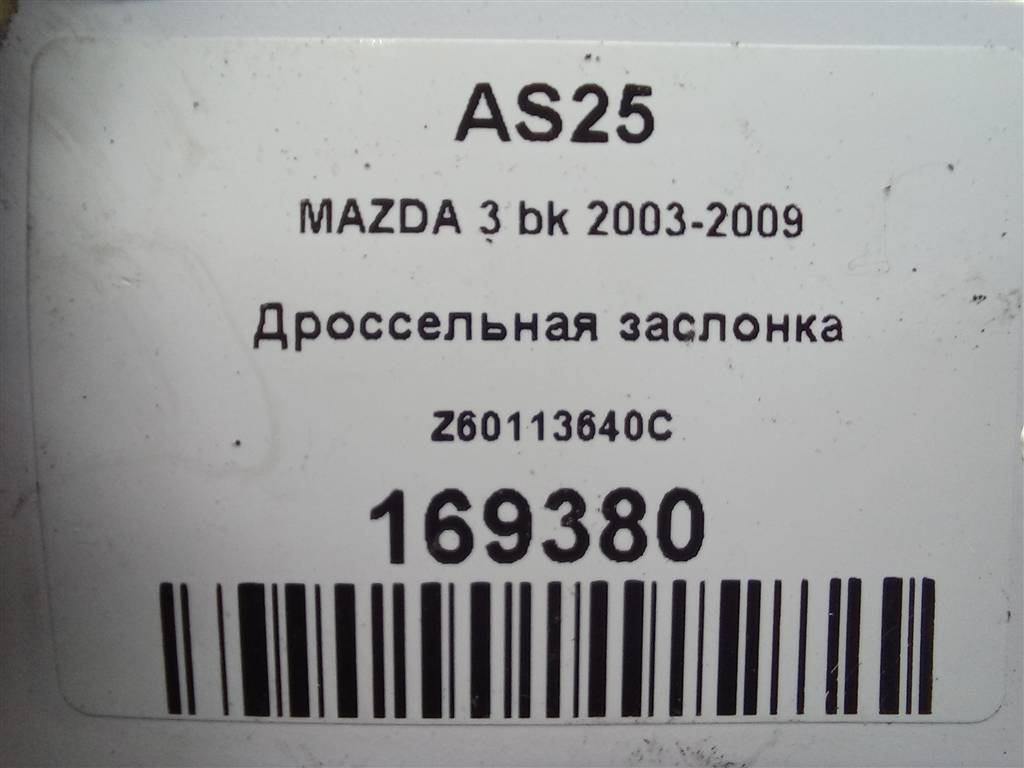 AS25
MAZDA 3 bk 2003-2009
Дроссельная заслонка
Z60113640C
169380